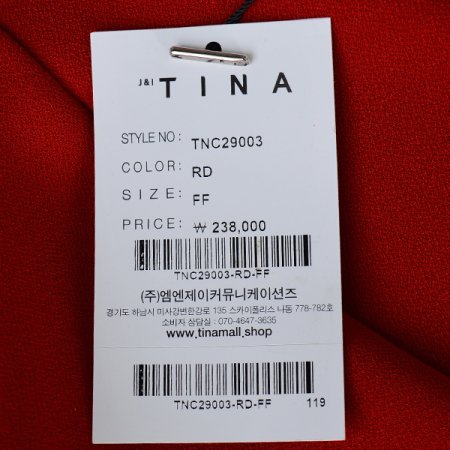 J&I TINA
STYLE NO: TNC29003
COLOR: RD
SIZE: FF
PRICE: ₩ 238,000
TNC29003-RD-FF
(주)엠엔제이커뮤니케이션즈
경기도 하남시 미사강변한강로 135 스카이폴리스 나동 778-782호
소비자 상담실 : 070-4647-3635
www.tinamall.shop
TNC29003-RD-FF 119